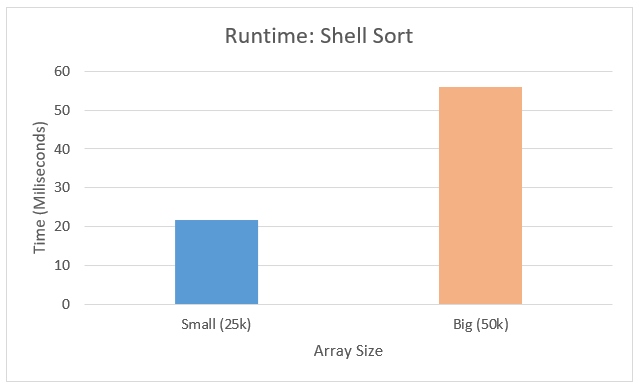 Runtime: Shell Sort
60
50
40
30
20
10
0
Time (Miliseconds)
Small (25k)
Big (50k)
Array Size